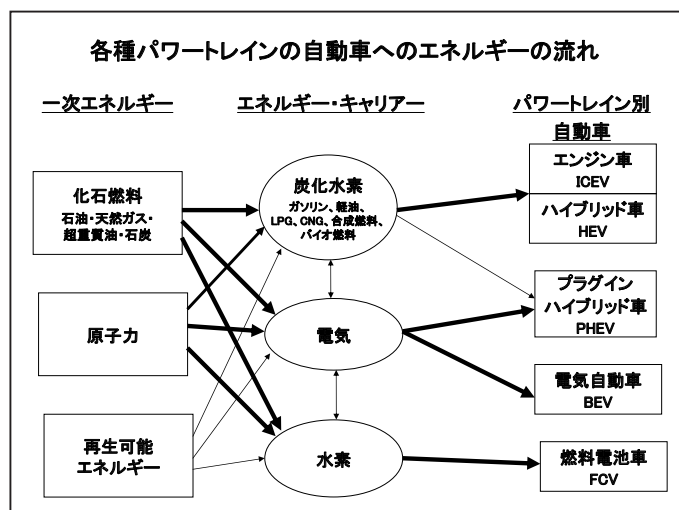 各種パワートレインの自動車へのエネルギーの流れ
一次エネルギー
エネルギー・キャリアー
パワートレイン別
自動車
化石燃料
石油・天然ガス・
超重質油・石炭
原子力
再生可能
エネルギー
炭化水素
ガソリン、軽油、
LPG、CNG、合成燃料、
バイオ燃料
電気
水素
エンジン車
ICEV
ハイブリッド車
HEV
プラグイン
ハイブリッド車
PHEV
電気自動車
BEV
燃料電池車
FCV